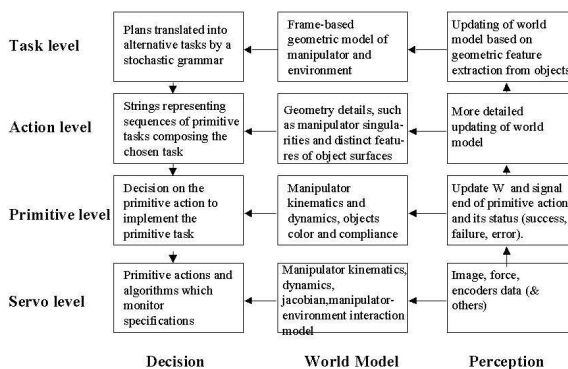 Task level
Plans translated into
alternative tasks by a
stochastic grammar
Frame-based
geometric model of
manipulator and
environment
Updating of world
model based on
geometric feature
extraction from objects
Action level
Strings representing
sequences of primitive
tasks composing the
chosen task
Geometry details, such
as manipulator singula-
rities and distinct featu-
res of object surfaces
More detailed
updating of world
model
Primitive level
Decision on the
primitive action to
implement the
primitive task
Manipulator
kinematics and
dynamics, objects
color and compliance
Update W and signal
end of primitive action
and its status (success,
failure, error).
Servo level
Primitive actions and
algorithms which
monitor
specifications
Manipulator kinematics,
dynamics,
jacobian,manipulator-
environment interaction
model
Image, force,
encoders data (&
others)
Decision
World Model
Perception